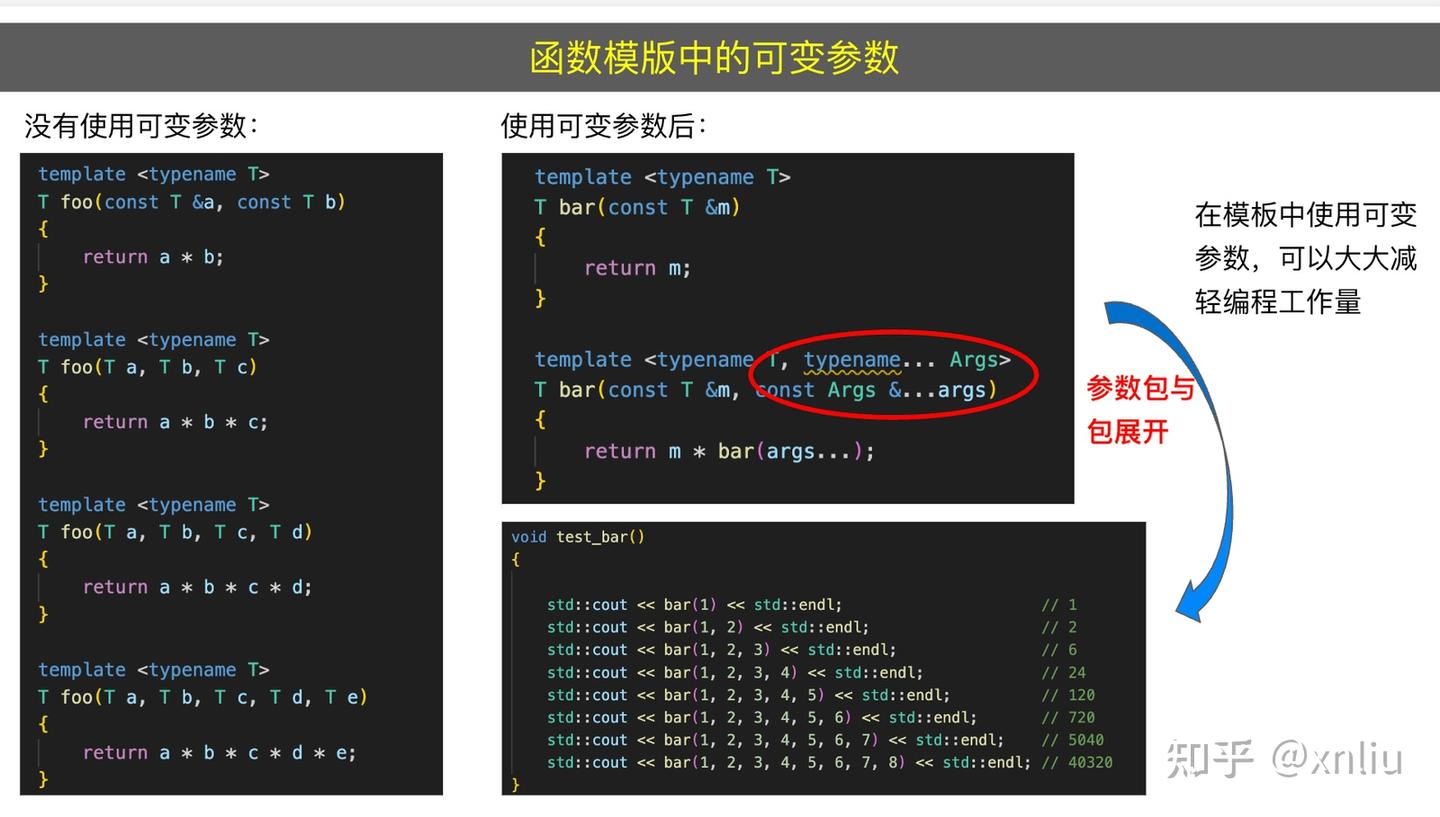 函数模版中的可变参数
没有使用可变参数：
template <typename T>
T foo(const T &a, const T b)
{
    return a * b;
}
template <typename T>
T foo(T a, T b, T c)
{
    return a * b * c;
}
template <typename T>
T foo(T a, T b, T c, T d)
{
    return a * b * c * d;
}
template <typename T>
T foo(T a, T b, T c, T d, T e)
{
    return a * b * c * d * e;
}
使用可变参数后：
template <typename T>
T bar(const T &m)
{
    return m;
}
template <typename T, typename... Args>
T bar(const T &m, const Args &...args)
{
    return m * bar(args...);
}
void test_bar()
{
    std::cout << bar(1) << std::endl; // 1
    std::cout << bar(1, 2) << std::endl; // 2
    std::cout << bar(1, 2, 3) << std::endl; // 6
    std::cout << bar(1, 2, 3, 4) << std::endl; // 24
    std::cout << bar(1, 2, 3, 4, 5) << std::endl; // 120
    std::cout << bar(1, 2, 3, 4, 5, 6) << std::endl; // 720
    std::cout << bar(1, 2, 3, 4, 5, 6, 7) << std::endl; // 5040
    std::cout << bar(1, 2, 3, 4, 5, 6, 7, 8) << std::endl; // 40320
}
在模板中使用可变
参数，可以大大减
轻编程工作量
参数包与
包展开
知乎 @xnliu